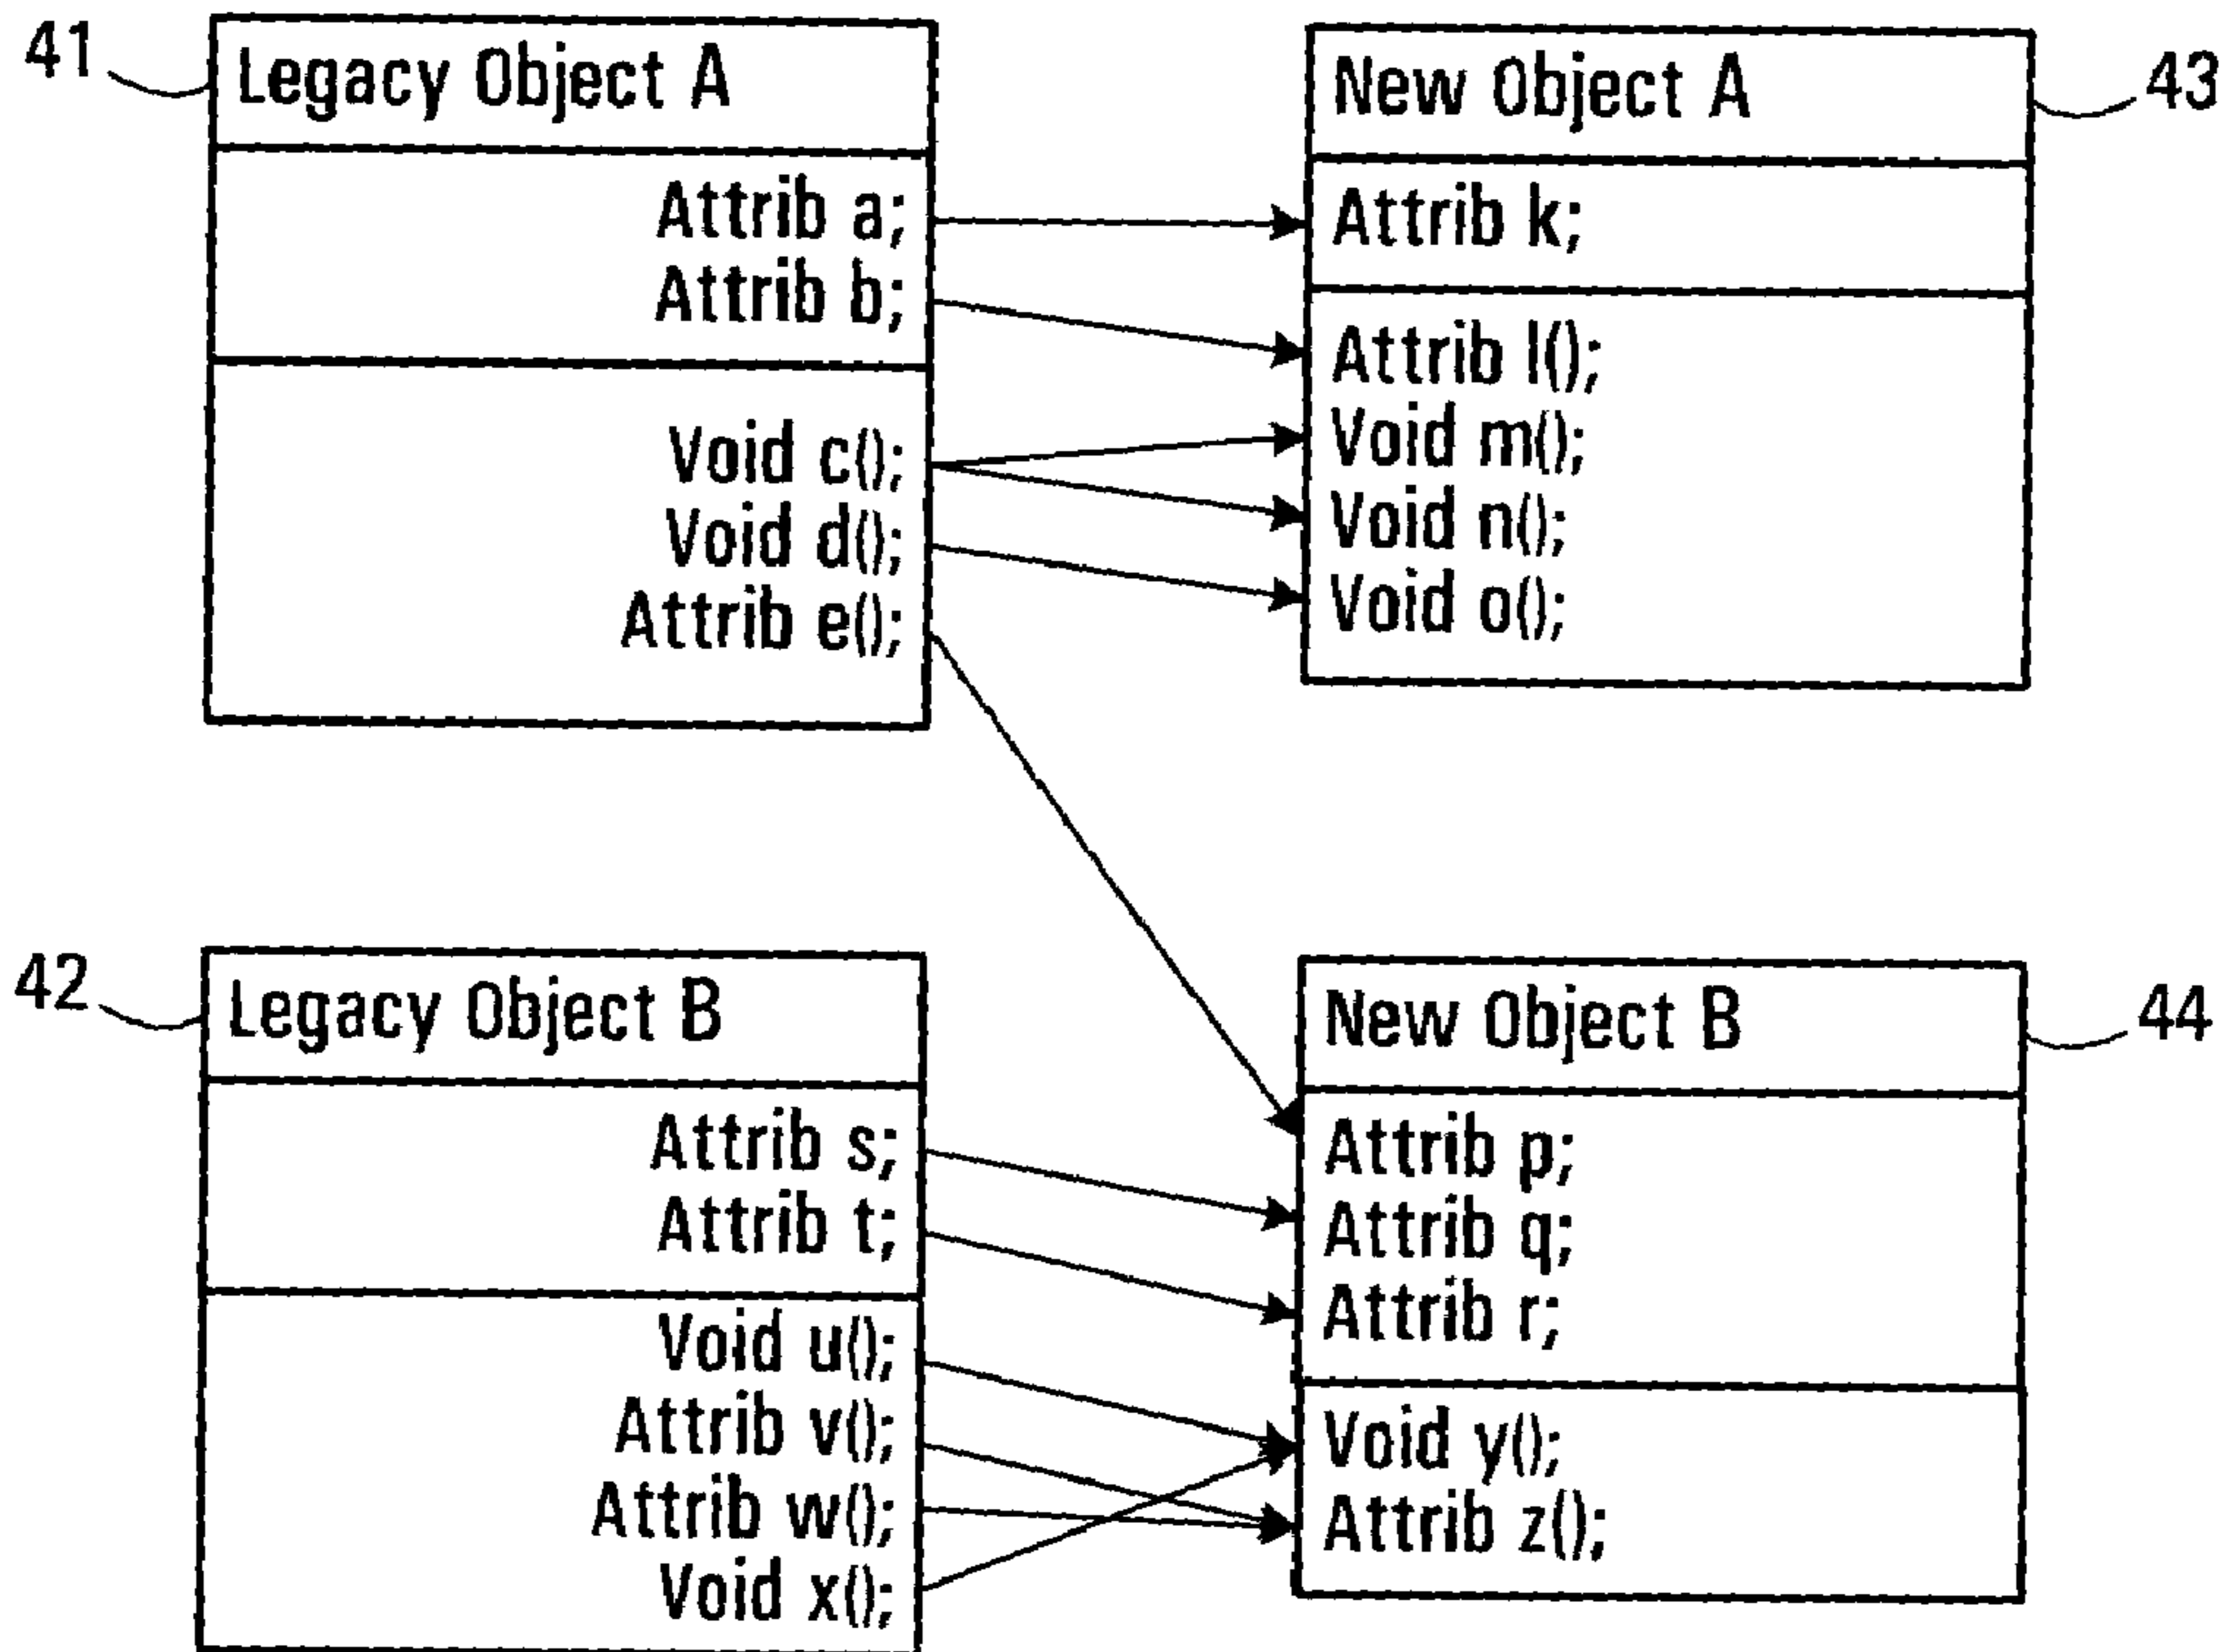 41
Legacy Object A
Attrib a;
Attrib b;
Void c();
Void d();
Attrib e();
New Object A
43
Attrib k;
Attrib l();
Void m();
Void n();
Void o();
42
Legacy Object B
Attrib s;
Attrib t;
Void u();
Attrib v();
Attrib w();
Void x();
New Object B
44
Attrib p;
Attrib q;
Attrib r;
Void y();
Attrib z();